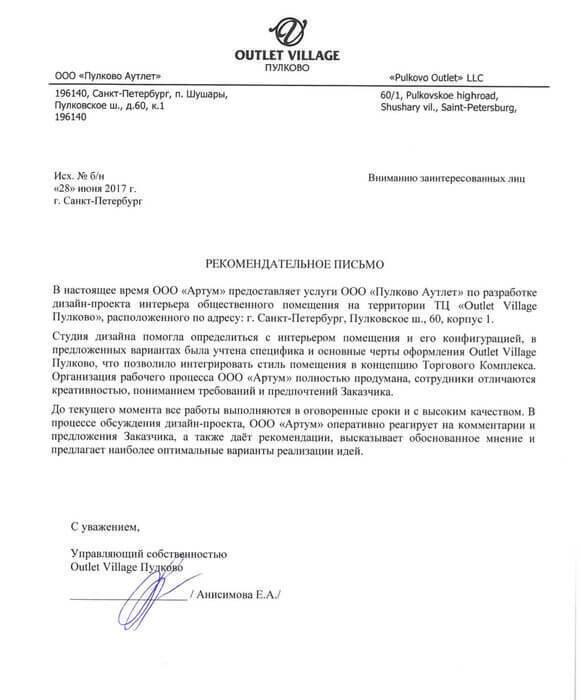 OUTLET VILLAGE
ПУЛКОВО
ООО «Пулково Аутлет»
«Pulkovo Outlet» LLC
196140, Санкт-Петербург, п. Шушары,
Пулковское ш., д.60, к.1
196140
60/1, Pulkovskoe highroad,
Shushary vil., Saint-Petersburg,
Исх. № б/н
«28» июня 2017 г.
г. Санкт-Петербург
Вниманию заинтересованных лиц
РЕКОМЕНДАТЕЛЬНОЕ ПИСЬМО
В настоящее время ООО «Артум» предоставляет услуги ООО «Пулково Аутлет» по разработке
дизайн-проекта интерьера общественного помещения на территории ТЦ «Outlet Village
Пулково», расположенного по адресу: г. Санкт-Петербург, Пулковское ш., 60, корпус 1.
Студия дизайна помогла определиться с интерьером помещения и его конфигурацией, в
предложенных вариантах была учтена специфика и основные черты оформления Outlet Village
Пулково, что позволило интегрировать стиль помещения в концепцию Торгового Комплекса.
Организация рабочего процесса ООО «Артум» полностью продумана, сотрудники отличаются
креативностью, пониманием требований и предпочтений Заказчика.
До текущего момента все работы выполняются в оговоренные сроки и с высоким качеством. В
процессе обсуждения дизайн-проекта, ООО «Артум» оперативно реагирует на комментарии и
предложения Заказчика, а также даёт рекомендации, высказывает обоснованное мнение и
предлагает наиболее оптимальные варианты реализации идей.
С уважением,
Управляющий собственностью
Outlet Village Пулково
/ Анисимова Е.А./